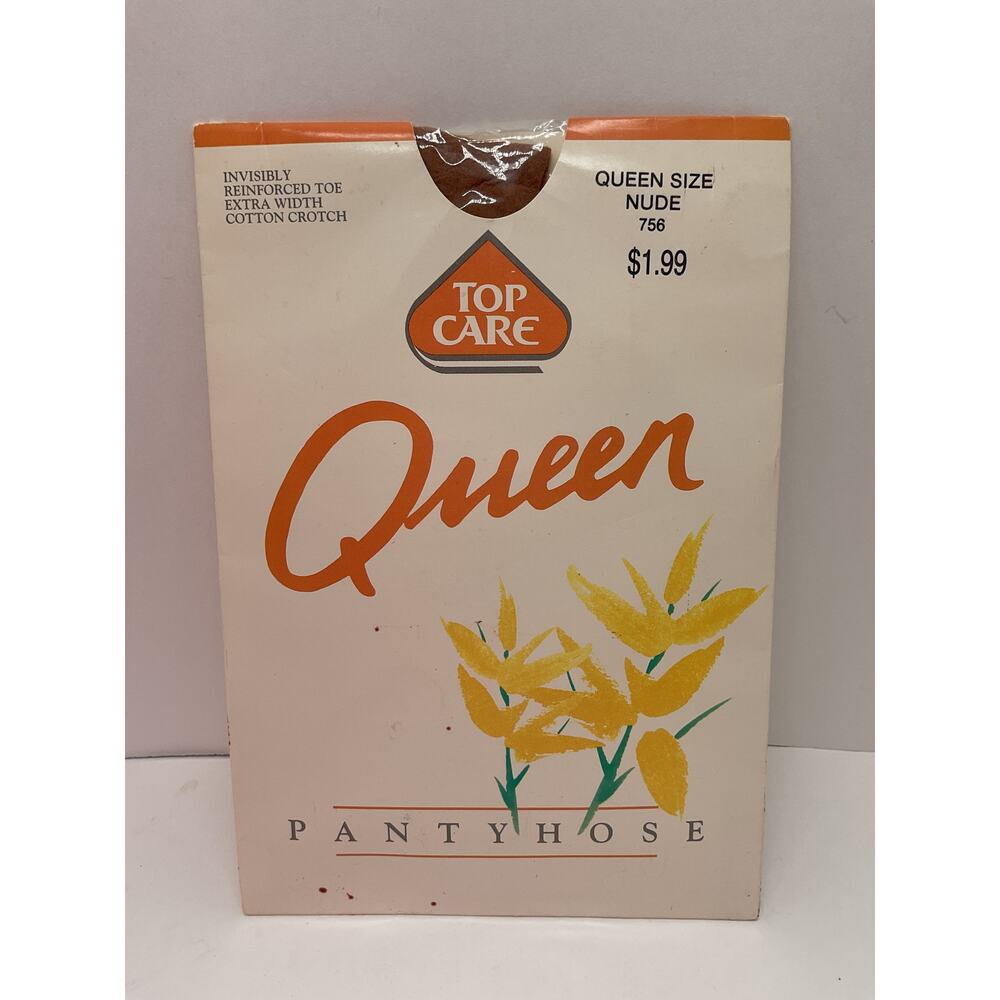 INVISIBLY
REINFORCED TOE
EXTRA WIDTH
COTTON CROTCH
QUEEN SIZE
NUDE
756
$1.99
TOP
CARE
Queen
PANTYHOSE